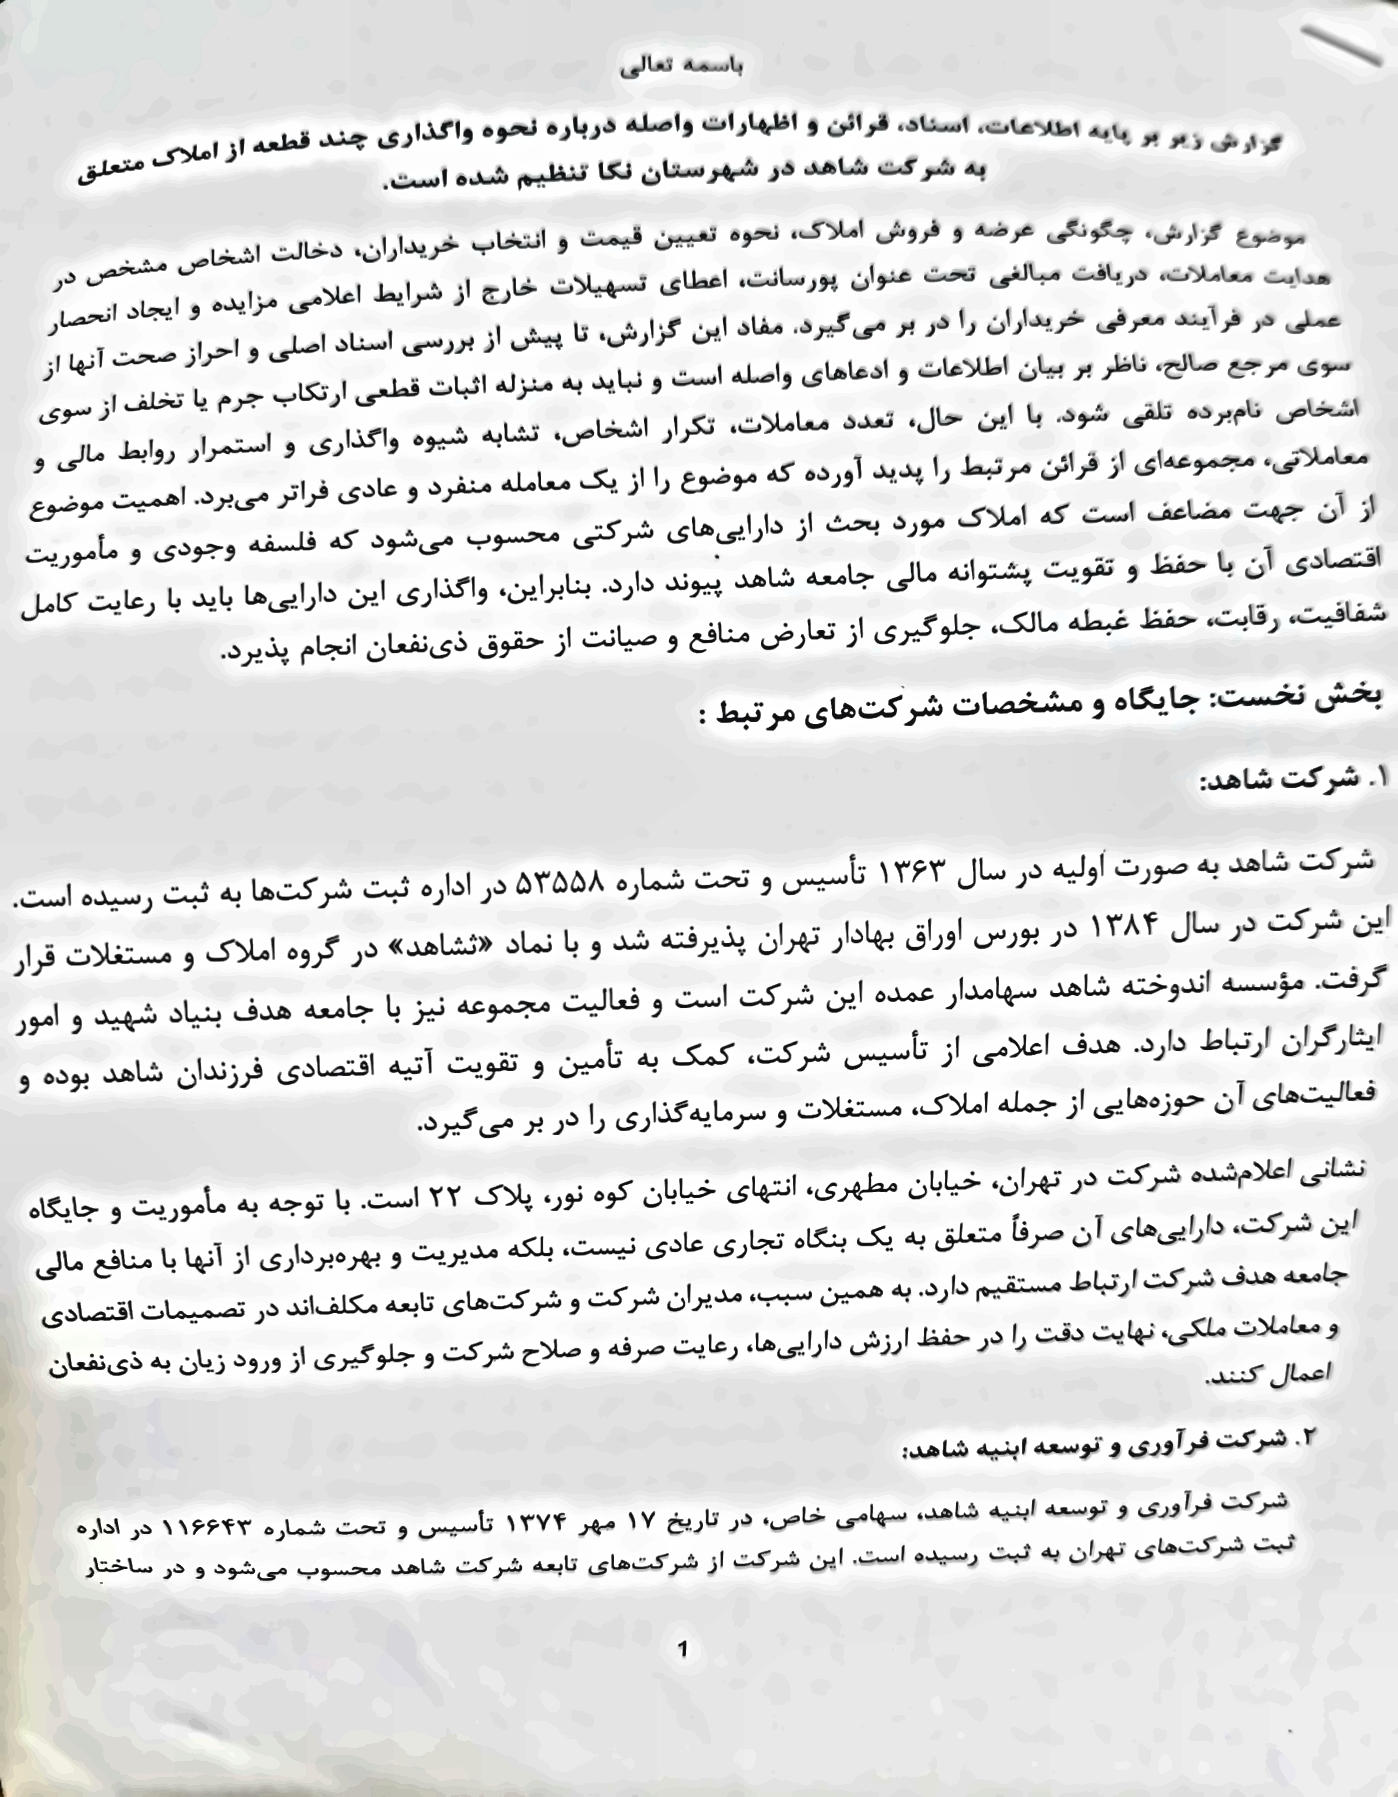 باسمه تعالی
گزارش زیر بر پایه اطلاعات، اسناد، قرائن و اظهارات واصله درباره نحوه واگذاری چند قطعه از املاک متعلق
به شرکت شاهد در شهرستان نکا تنظیم شده است.
موضوع گزارش، چگونگی عرضه و فروش املاک، نحوه تعیین قیمت و انتخاب خریداران، دخالت اشخاص مشخص در
هدایت معاملات، دریافت مبالغی تحت عنوان پورسانت، اعطای تسهیلات خارج از شرایط اعلامی مزایده و ایجاد انحصار
عملی در فرآیند معرفی خریداران را در بر می‌گیرد. مفاد این گزارش، تا پیش از بررسی اسناد اصلی و احراز صحت آنها از
سوی مرجع صالح، ناظر بر بیان اطلاعات و ادعاهای واصله است و نباید به منزله اثبات قطعی ارتکاب جرم یا تخلف از سوی
اشخاص نام‌برده تلقی شود. با این حال، تعدد معاملات، تکرار اشخاص، تشابه شیوه واگذاری و استمرار روابط مالی و
معاملاتی، مجموعه‌ای از قرائن مرتبط را پدید آورده که موضوع را از یک معامله منفرد و عادی فراتر می‌برد. اهمیت موضوع
از آن جهت مضاعف است که املاک مورد بحث از دارایی‌های شرکتی محسوب می‌شود که فلسفه وجودی و مأموریت
اقتصادی آن با حفظ و تقویت پشتوانه مالی جامعه شاهد پیوند دارد. بنابراین، واگذاری این دارایی‌ها باید با رعایت کامل
شفافیت، رقابت، حفظ غبطه مالک، جلوگیری از تعارض منافع و صیانت از حقوق ذی‌نفعان انجام پذیرد.
بخش نخست: جایگاه و مشخصات شرکت‌های مرتبط :
۱. شرکت شاهد:
شرکت شاهد به صورت اولیه در سال ۱۳۶۳ تأسیس و تحت شماره ۵۳۵۵۸ در اداره ثبت شرکت‌ها به ثبت رسیده است.
این شرکت در سال ۱۳۸۴ در بورس اوراق بهادار تهران پذیرفته شد و با نماد «ثشاهد» در گروه املاک و مستغلات قرار
گرفت. مؤسسه اندوخته شاهد سهامدار عمده این شرکت است و فعالیت مجموعه نیز با جامعه هدف بنیاد شهید و امور
ایثارگران ارتباط دارد. هدف اعلامی از تأسیس شرکت، کمک به تأمین و تقویت آتیه اقتصادی فرزندان شاهد بوده و
فعالیت‌های آن حوزه‌هایی از جمله املاک، مستغلات و سرمایه‌گذاری را در بر می‌گیرد.
نشانی اعلام‌شده شرکت در تهران، خیابان مطهری، انتهای خیابان کوه نور، پلاک ۲۲ است. با توجه به مأموریت و جایگاه
این شرکت، دارایی‌های آن صرفاً متعلق به یک بنگاه تجاری عادی نیست، بلکه مدیریت و بهره‌برداری از آنها با منافع مالی
جامعه هدف شرکت ارتباط مستقیم دارد. به همین سبب، مدیران شرکت و شرکت‌های تابعه مکلف‌اند در تصمیمات اقتصادی
و معاملات ملکی، نهایت دقت را در حفظ ارزش دارایی‌ها، رعایت صرفه و صلاح شرکت و جلوگیری از ورود زیان به ذی‌نفعان
اعمال کنند.
۲. شرکت فرآوری و توسعه ابنیه شاهد:
شرکت فرآوری و توسعه ابنیه شاهد، سهامی خاص، در تاریخ ۱۷ مهر ۱۳۷۴ تأسیس و تحت شماره ۱۱۶۶۴۳ در اداره
ثبت شرکت‌های تهران به ثبت رسیده است. این شرکت از شرکت‌های تابعه شرکت شاهد محسوب می‌شود و در ساختار
1